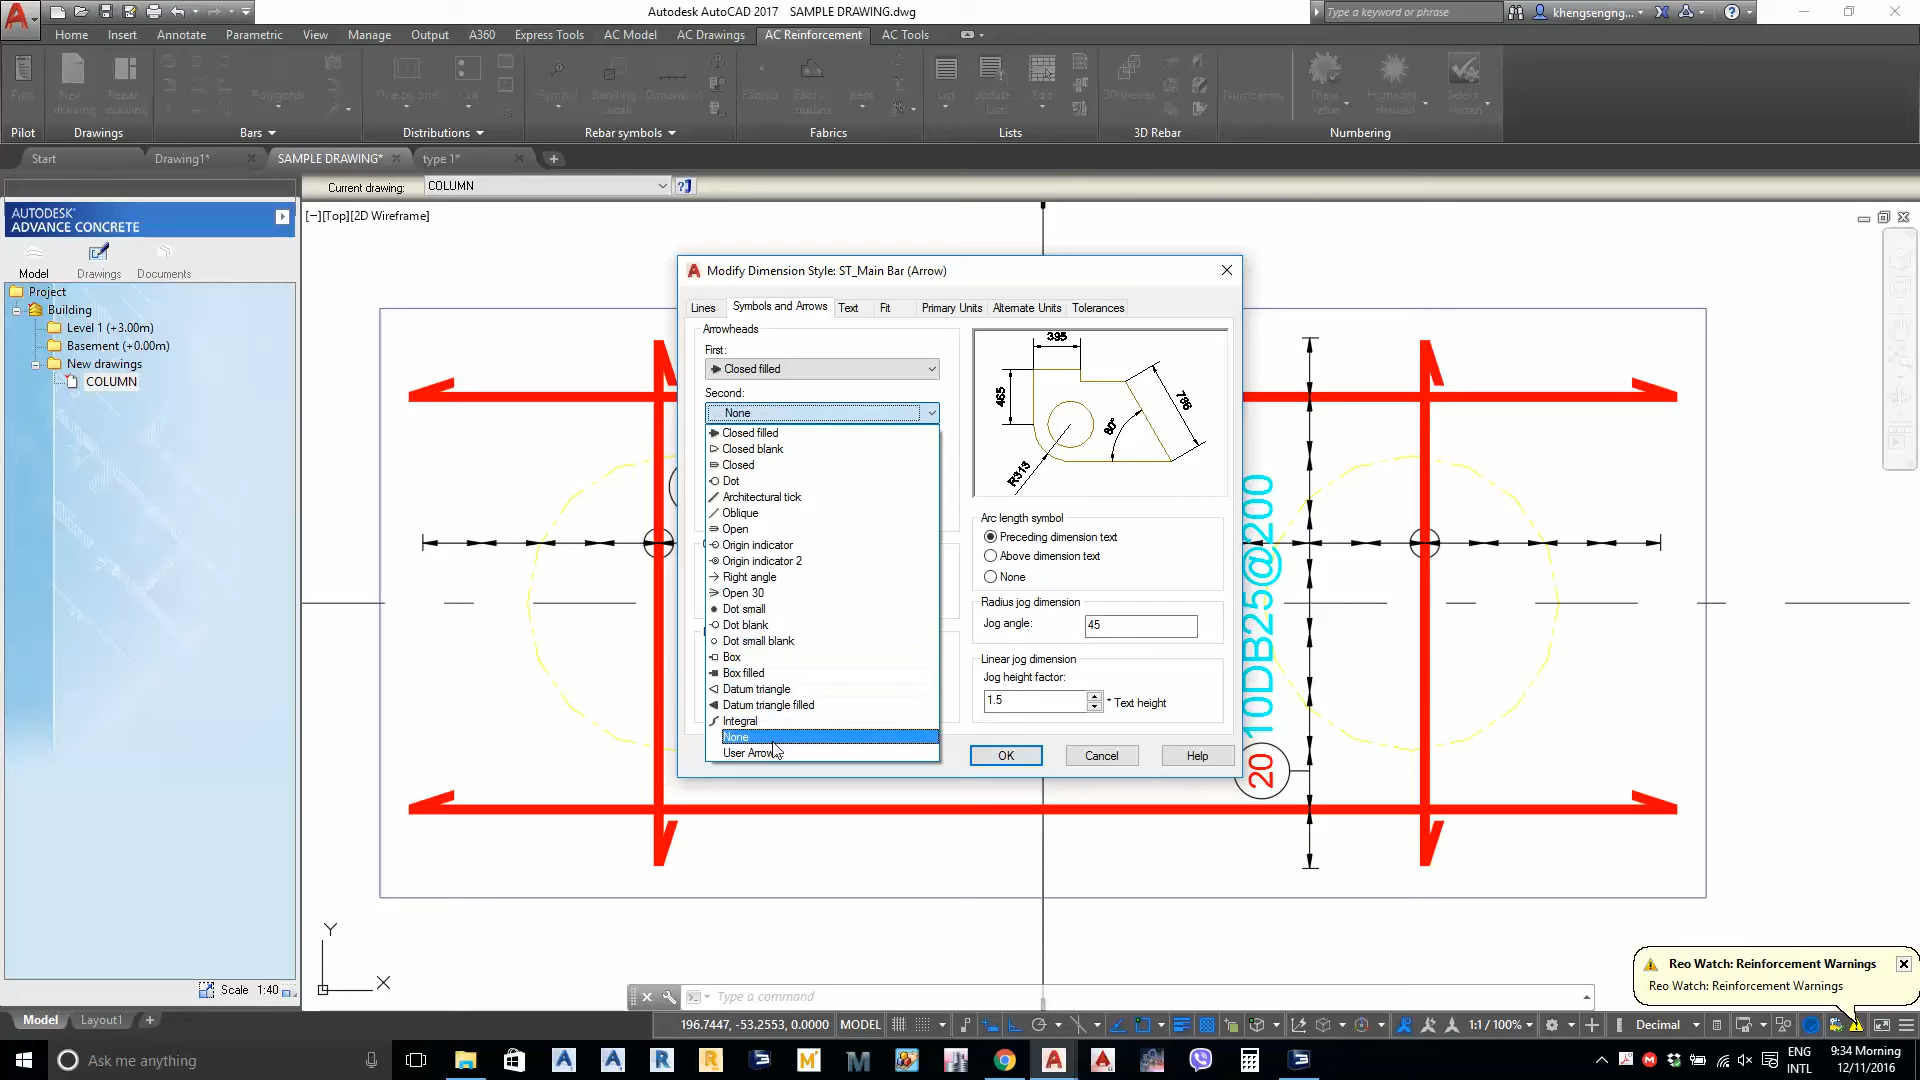 Autodesk AutoCAD 2017   SAMPLE DRAWING.dwg
Type a keyword or phrase
khengsengng...
Home Insert Annotate Parametric View Manage Output A360 Express Tools AC Model AC Drawings AC Reinforcement AC Tools
Pilot Drawings Bars Distributions Rebar symbols Fabrics Lists 3D Rebar Numbering
Start Drawing1* SAMPLE DRAWING* type 1*
Current drawing: COLUMN
AUTODESK'
ADVANCE CONCRETE
[−][Top][2D Wireframe]
Model Drawings Documents
Project
Building
Level 1 (+3.00m)
Basement (+0.00m)
New drawings
COLUMN
Modify Dimension Style: ST_Main Bar (Arrow)
Lines Symbols and Arrows Text Fit Primary Units Alternate Units Tolerances
Arrowheads
First:
Closed filled
Second:
None
Closed filled
Closed blank
Closed
Dot
Architectural tick
Oblique
Open
Origin indicator
Origin indicator 2
Right angle
Open 30
Dot small
Dot blank
Dot small blank
Box
Box filled
Datum triangle
Datum triangle filled
Integral
None
User Arrow...
395
465
786
60°
R313
Arc length symbol
Preceding dimension text
Above dimension text
None
Radius jog dimension
Jog angle: 45
Linear jog dimension
Jog height factor:
1.5 * Text height
OK Cancel Help
10DB25@200
20
Y
X
Scale 1:40
Reo Watch: Reinforcement Warnings
Reo Watch: Reinforcement Warnings
Type a command
Model Layout1
196.7447, -53.2553, 0.0000 MODEL 1:1 / 100% Decimal
Ask me anything
ENG
INTL
9:34 Morning
12/11/2016